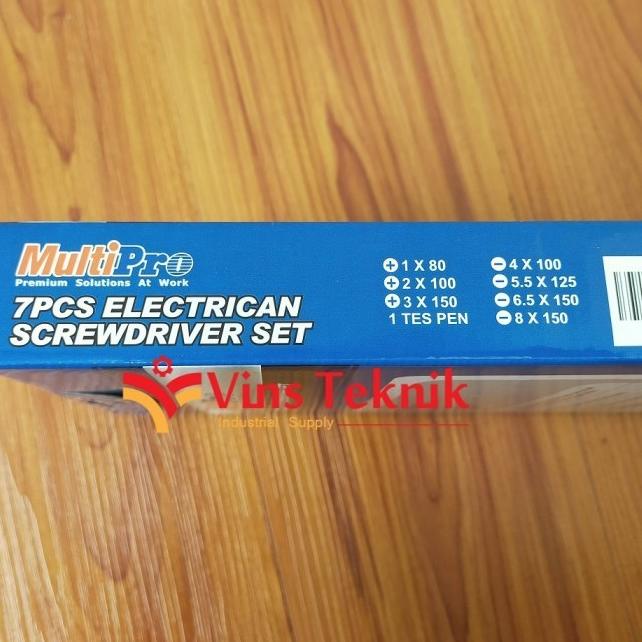 MultiPro
Premium Solutions At Work
7PCS ELECTRICAN
SCREWDRIVER SET
+ 1 X 80
+ 2 X 100
+ 3 X 150
1 TES PEN
- 4 X 100
- 5.5 X 125
- 6.5 X 150
- 8 X 150
Vins Teknik
Industrial Supply